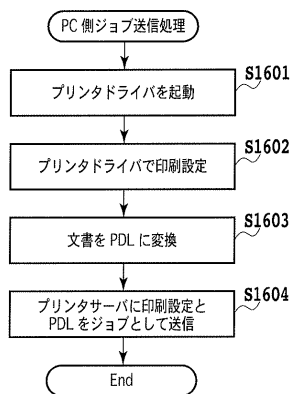 PC 側ジョブ送信処理
S1601
プリンタドライバを起動
S1602
プリンタドライバで印刷設定
S1603
文書を PDL に変換
S1604
プリンタサーバに印刷設定と
PDL をジョブとして送信
End